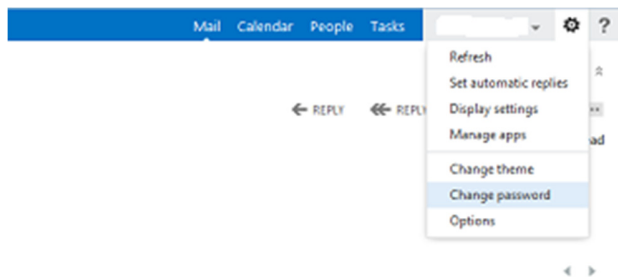 Mail Calendar People Tasks ?
Refresh
Set automatic replies
REPLY REPLY Display settings
Manage apps ad
Change theme
Change password
Options